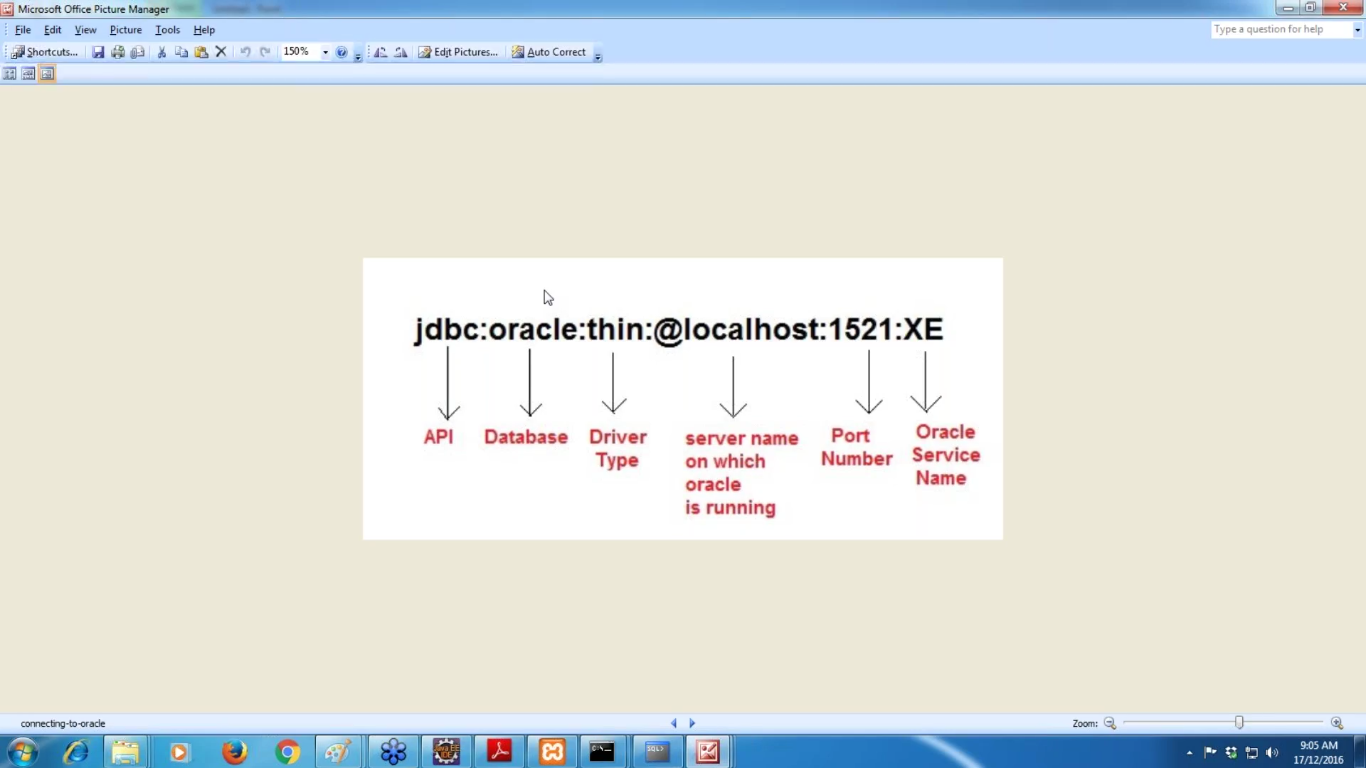 Microsoft Office Picture Manager
File Edit View Picture Tools Help
Type a question for help
Shortcuts... 150% Edit Pictures... Auto Correct
jdbc:oracle:thin:@localhost:1521:XE
API Database Driver Type server name on which oracle is running Port Number Oracle Service Name
connecting-to-oracle
Zoom:
9:05 AM
17/12/2016